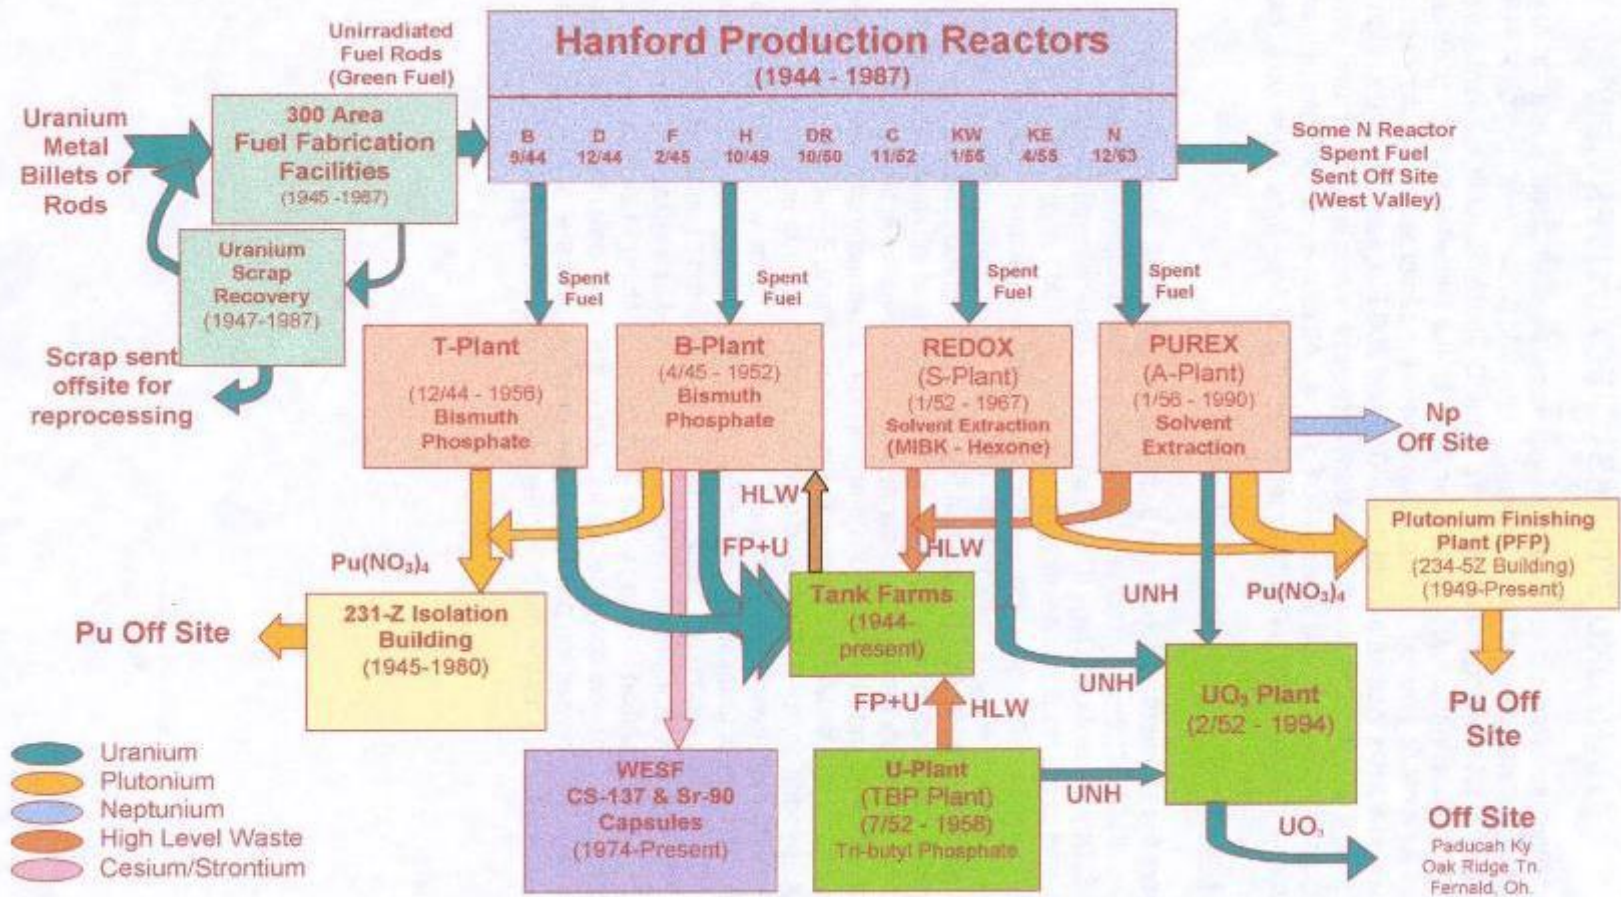 Unirradiated
Fuel Rods
(Green Fuel)
Hanford Production Reactors
(1944 - 1987)
B D F H DR C KW KE N
9/44 12/44 2/45 10/49 10/50 11/52 1/55 4/55 12/63
Uranium
Metal
Billets or
Rods
300 Area
Fuel Fabrication
Facilities
(1945 -1987)
Some N Reactor
Spent Fuel
Sent Off Site
(West Valley)
Uranium
Scrap
Recovery
(1947-1987)
Scrap sent
offsite for
reprocessing
Spent
Fuel
Spent
Fuel
Spent
Fuel
Spent
Fuel
T-Plant
(12/44 - 1956)
Bismuth
Phosphate
B-Plant
(4/45 - 1952)
Bismuth
Phosphate
REDOX
(S-Plant)
(1/52 - 1967)
Solvent Extraction
(MIBK - Hexone)
PUREX
(A-Plant)
(1/56 - 1990)
Solvent
Extraction
Np
Off Site
HLW
FP+U
HLW
Pu(NO₃)₄
UNH
Pu(NO₃)₄
Plutonium Finishing
Plant (PFP)
(234-5Z Building)
(1949-Present)
Pu Off Site
231-Z Isolation
Building
(1945-1980)
Tank Farms
(1944-
present)
UNH
FP+U
HLW
UO₃ Plant
(2/52 - 1994)
Pu Off
Site
Uranium
Plutonium
Neptunium
High Level Waste
Cesium/Strontium
WESF
CS-137 & Sr-90
Capsules
(1974-Present)
U-Plant
(TBP Plant)
(7/52 - 1958)
Tri-butyl Phosphate
UNH
UO₃
Off Site
Paducah Ky
Oak Ridge Tn.
Fernald, Oh.